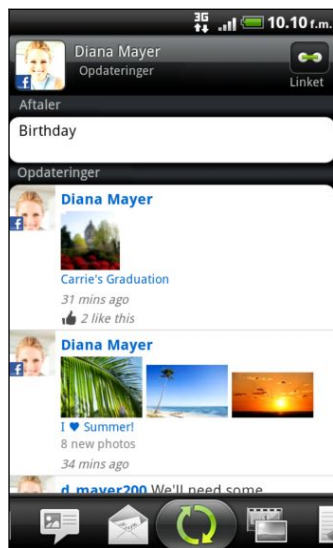 3G 10.10 f.m.
Diana Mayer
Opdateringer
Linket
Aftaler
Birthday
Opdateringer
Diana Mayer
Carrie's Graduation
31 mins ago
2 like this
Diana Mayer
I ♥ Summer!
8 new photos
34 mins ago
d_mayer200 We'll need some